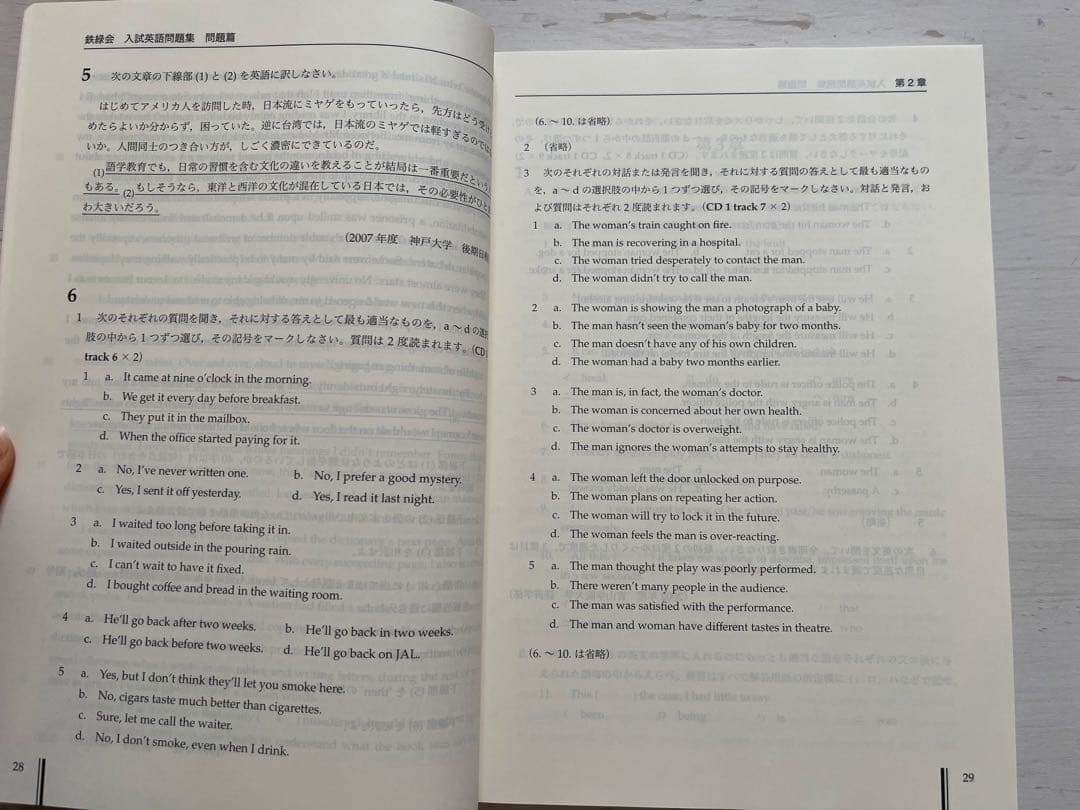 鉄緑会　入試英語問題集　問題篇
5　次の文章の下線部 (1) と (2) を英語に訳しなさい。
はじめてアメリカ人を訪問した時，日本流にミヤゲをもっていったら，先方はどう受け
めたらよいか分からず，困っていた。逆に台湾では，日本流のミヤゲでは軽すぎるのでは
いか。人間同士のつき合い方が，しごく濃密にできているのだ。
(1)語学教育でも，日常の習慣を含む文化の違いを教えることが結局は一番重要だという
もある。(2)もしそうなら，東洋と西洋の文化が混在している日本では，その必要性がひと
わ大きいだろう。
(2007 年度　神戸大学　後期日程
6
1　次のそれぞれの質問を聞き，それに対する答えとして最も適当なものを，a～d の選
肢の中から 1 つずつ選び，その記号をマークしなさい。質問は 2 度読まれます。(CD
track 6 × 2)
1　a. It came at nine o'clock in the morning.
b. We get it every day before breakfast.
c. They put it in the mailbox.
d. When the office started paying for it.
2　a. No, I've never written one.　b. No, I prefer a good mystery.
c. Yes, I sent it off yesterday.　d. Yes, I read it last night.
3　a. I waited too long before taking it in.
b. I waited outside in the pouring rain.
c. I can't wait to have it fixed.
d. I bought coffee and bread in the waiting room.
4　a. He'll go back after two weeks.　b. He'll go back in two weeks.
c. He'll go back before two weeks.　d. He'll go back on JAL.
5　a. Yes, but I don't think they'll let you smoke here.
b. No, cigars taste much better than cigarettes.
c. Sure, let me call the waiter.
d. No, I don't smoke, even when I drink.
28
第 2 章
(6. ～ 10. は省略)
2　(省略)
3　次のそれぞれの対話または発言を聞き，それに対する質問の答えとして最も適当なもの
を，a～d の選択肢の中から 1 つずつ選び，その記号をマークしなさい。対話と発言，お
よび質問はそれぞれ 2 度読まれます。(CD 1 track 7 × 2)
1　a. The woman's train caught on fire.
b. The man is recovering in a hospital.
c. The woman tried desperately to contact the man.
d. The woman didn't try to call the man.
2　a. The woman is showing the man a photograph of a baby.
b. The man hasn't seen the woman's baby for two months.
c. The man doesn't have any of his own children.
d. The woman had a baby two months earlier.
3　a. The man is, in fact, the woman's doctor.
b. The woman is concerned about her own health.
c. The woman's doctor is overweight.
d. The man ignores the woman's attempts to stay healthy.
4　a. The woman left the door unlocked on purpose.
b. The woman plans on repeating her action.
c. The woman will try to lock it in the future.
d. The woman feels the man is over-reacting.
5　a. The man thought the play was poorly performed.
b. There weren't many people in the audience.
c. The man was satisfied with the performance.
d. The man and woman have different tastes in theatre.
(6. ～ 10. は省略)
29